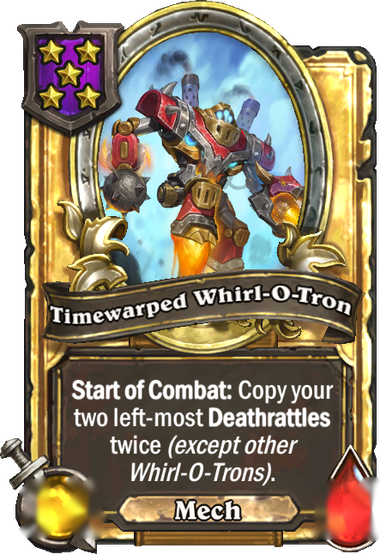 Timewarped Whirl-O-Tron
Start of Combat: Copy your
two left-most Deathrattles
twice (except other
Whirl-O-Trons).
Mech